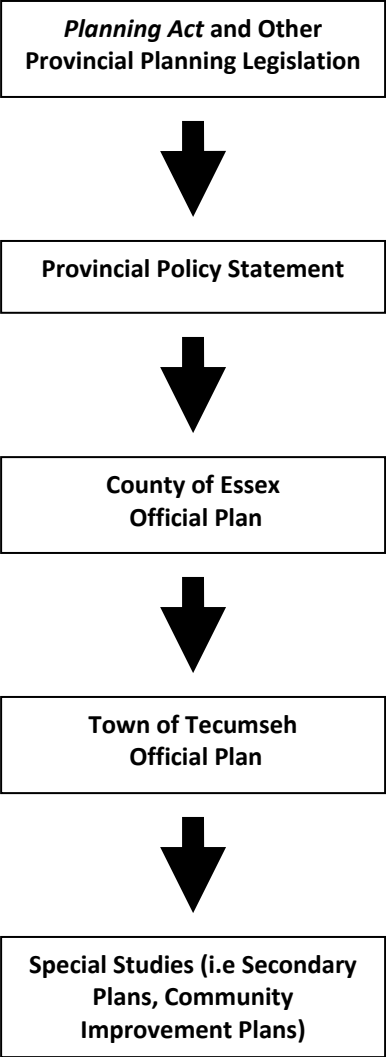 Planning Act and Other
Provincial Planning Legislation
Provincial Policy Statement
County of Essex
Official Plan
Town of Tecumseh
Official Plan
Special Studies (i.e Secondary
Plans, Community
Improvement Plans)